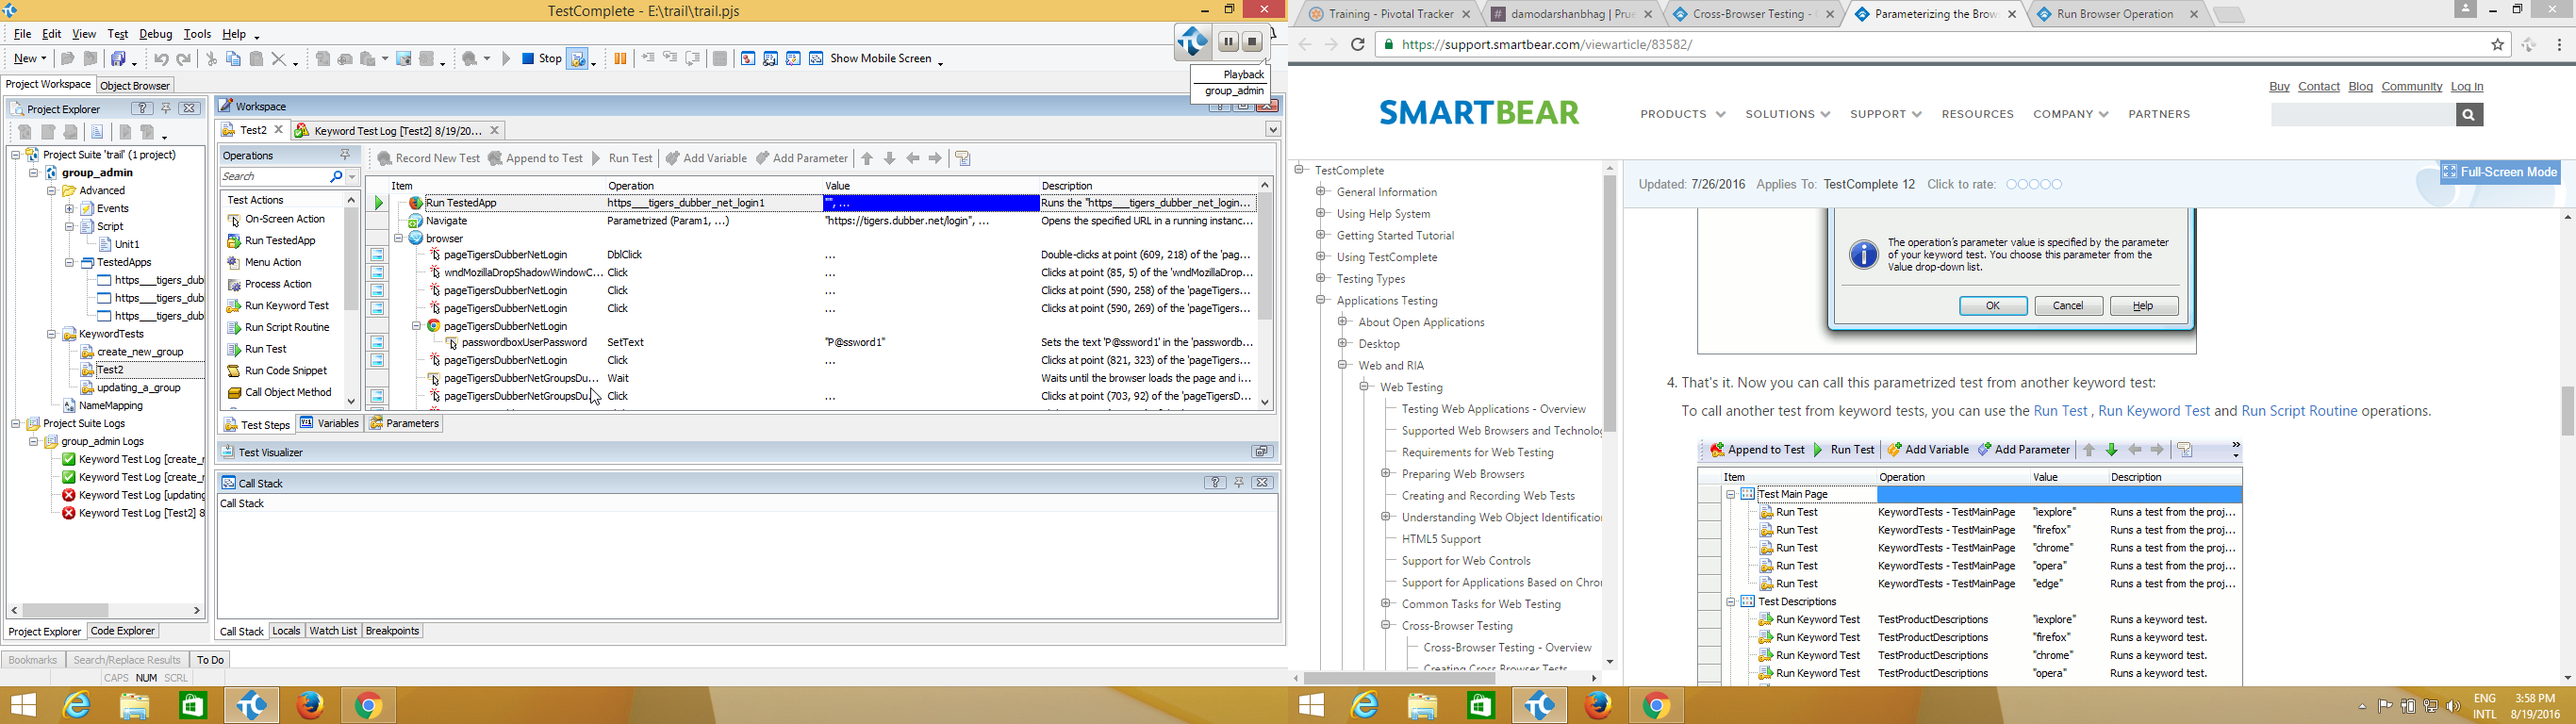 TestComplete - E:\trail\trail.pjs
File Edit View Test Debug Tools Help
New Stop Show Mobile Screen
Playback
group_admin
Project Workspace Object Browser
Project Explorer
Project Suite 'trail' (1 project)
group_admin
Advanced
Events
Script
Unit1
TestedApps
https___tigers_dub
https___tigers_dub
https___tigers_dub
KeywordTests
create_new_group
Test2
updating_a_group
NameMapping
Project Suite Logs
group_admin Logs
Keyword Test Log [create_r
Keyword Test Log [create_r
Keyword Test Log [updating
Keyword Test Log [Test2] 8
Project Explorer Code Explorer
Workspace
Test2 Keyword Test Log [Test2] 8/19/20...
Operations
Search
Test Actions
On-Screen Action
Run TestedApp
Menu Action
Process Action
Run Keyword Test
Run Script Routine
Run Test
Run Code Snippet
Call Object Method
Record New Test Append to Test Run Test Add Variable Add Parameter
Item Operation Value Description
Run TestedApp https___tigers_dubber_net_login1 "", ... Runs the "https___tigers_dubber_net_login...
Navigate Parametrized (Param1, ...) "https://tigers.dubber.net/login", ... Opens the specified URL in a running instanc...
browser
pageTigersDubberNetLogin DblClick ... Double-clicks at point (609, 218) of the 'pag...
wndMozillaDropShadowWindowC... Click ... Clicks at point (85, 5) of the 'wndMozillaDrop...
pageTigersDubberNetLogin Click ... Clicks at point (590, 258) of the 'pageTigers...
pageTigersDubberNetLogin Click ... Clicks at point (590, 269) of the 'pageTigers...
pageTigersDubberNetLogin
passwordboxUserPassword SetText "P@ssword1" Sets the text 'P@ssword1' in the 'passwordb...
pageTigersDubberNetLogin Click ... Clicks at point (821, 323) of the 'pageTigers...
pageTigersDubberNetGroupsDu... Wait Waits until the browser loads the page and i...
pageTigersDubberNetGroupsDu... Click ... Clicks at point (703, 92) of the 'pageTigersD...
Test Steps Variables Parameters
Test Visualizer
Call Stack
Call Stack
Call Stack Locals Watch List Breakpoints
Bookmarks Search/Replace Results To Do
CAPS NUM SCRL
Training - Pivotal Tracker damodarshanbhag | Pru Cross-Browser Testing - Parameterizing the Brow Run Browser Operation
https://support.smartbear.com/viewarticle/83582/
Buy Contact Blog Community Log In
SMARTBEAR
PRODUCTS SOLUTIONS SUPPORT RESOURCES COMPANY PARTNERS
Updated: 7/26/2016 Applies To: TestComplete 12 Click to rate:
Full-Screen Mode
TestComplete
General Information
Using Help System
Getting Started Tutorial
Using TestComplete
Testing Types
Applications Testing
About Open Applications
Desktop
Web and RIA
Web Testing
Testing Web Applications - Overview
Supported Web Browsers and Technolog
Requirements for Web Testing
Preparing Web Browsers
Creating and Recording Web Tests
Understanding Web Object Identification
HTML5 Support
Support for Web Controls
Support for Applications Based on Chro
Common Tasks for Web Testing
Cross-Browser Testing
Cross-Browser Testing - Overview
Creating Cross-Browser Tests
The operation's parameter value is specified by the parameter
of your keyword test. You choose this parameter from the
Value drop-down list.
OK Cancel Help
4. That's it. Now you can call this parametrized test from another keyword test:
To call another test from keyword tests, you can use the Run Test , Run Keyword Test and Run Script Routine operations.
Append to Test Run Test Add Variable Add Parameter
Item Operation Value Description
Test Main Page
Run Test KeywordTests - TestMainPage "iexplore" Runs a test from the proj...
Run Test KeywordTests - TestMainPage "firefox" Runs a test from the proj...
Run Test KeywordTests - TestMainPage "chrome" Runs a test from the proj...
Run Test KeywordTests - TestMainPage "opera" Runs a test from the proj...
Run Test KeywordTests - TestMainPage "edge" Runs a test from the proj...
Test Descriptions
Run Keyword Test TestProductDescriptions "iexplore" Runs a keyword test.
Run Keyword Test TestProductDescriptions "firefox" Runs a keyword test.
Run Keyword Test TestProductDescriptions "chrome" Runs a keyword test.
Run Keyword Test TestProductDescriptions "opera" Runs a keyword test.
ENG 3:58 PM
INTL 8/19/2016